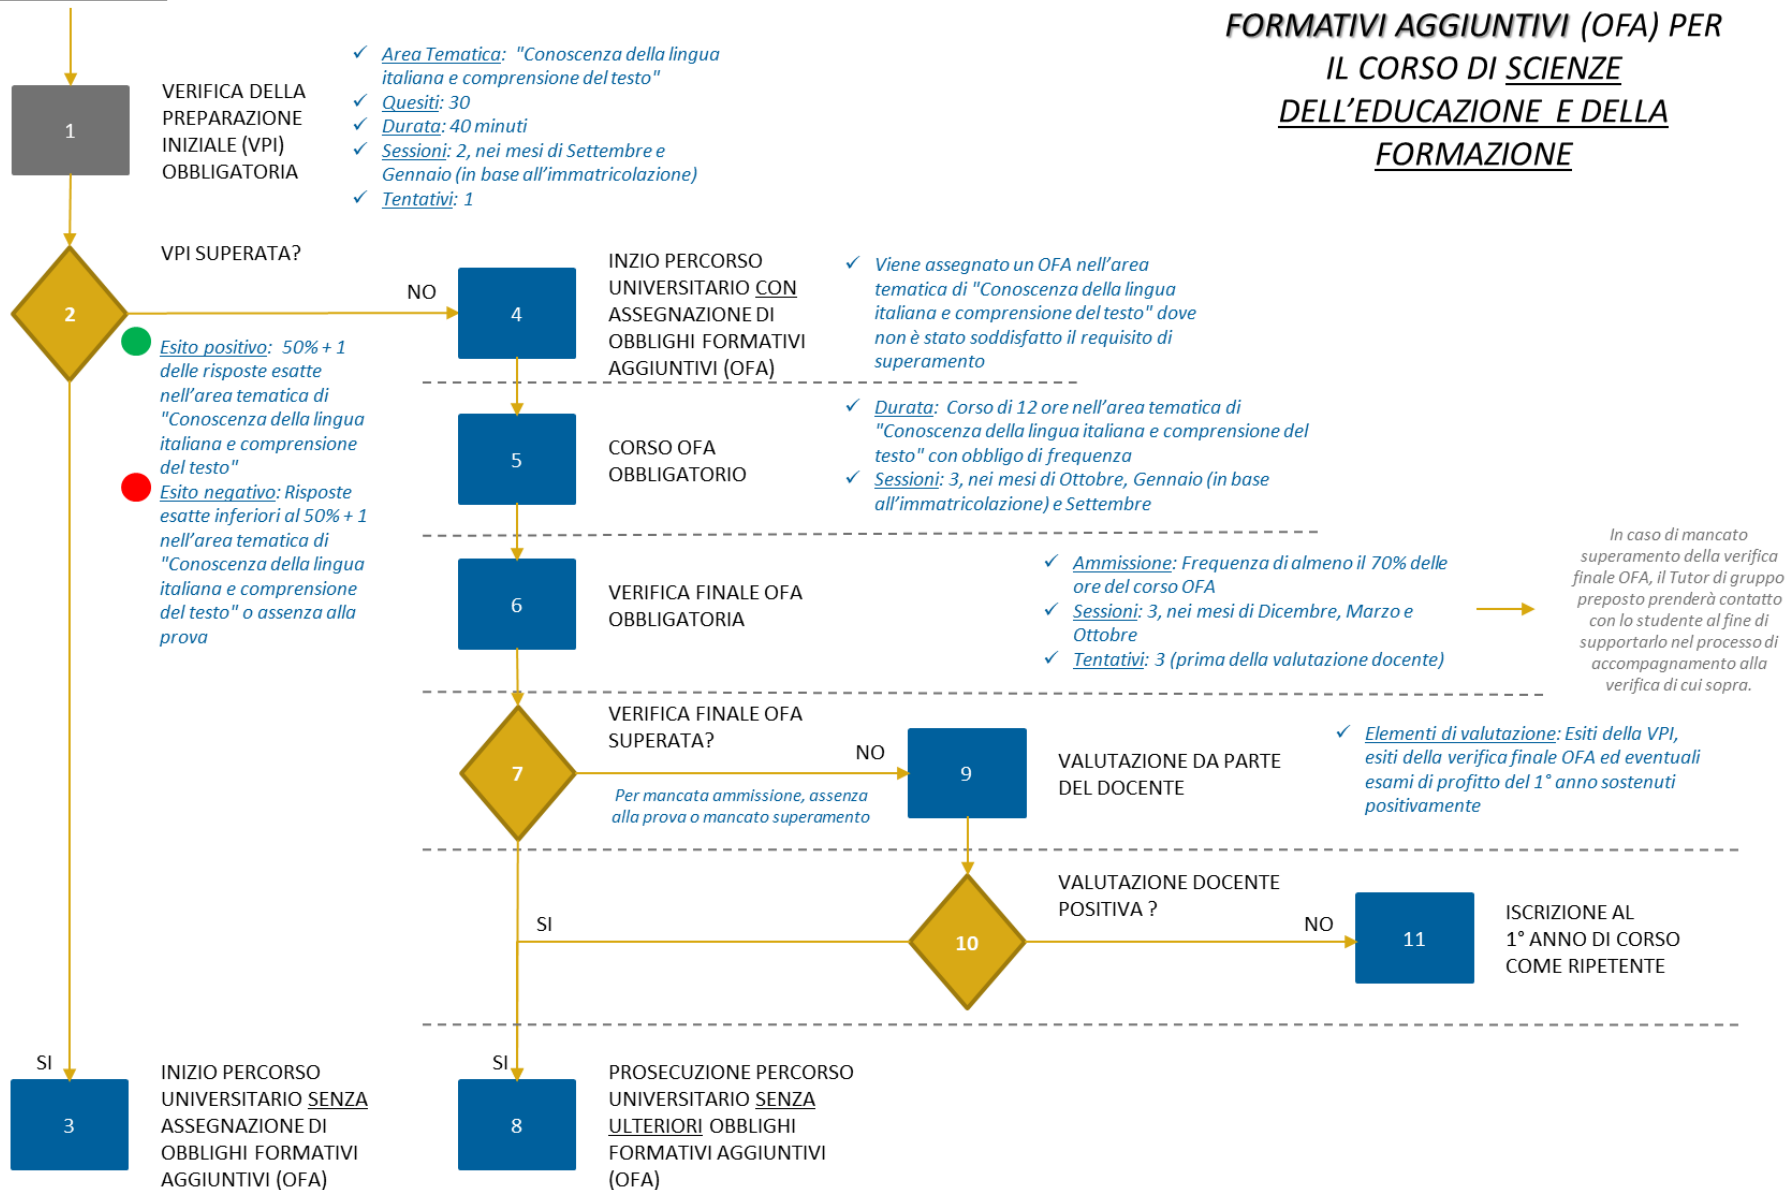 FORMATIVI AGGIUNTIVI (OFA) PER
IL CORSO DI SCIENZE
DELL'EDUCAZIONE E DELLA
FORMAZIONE
1
VERIFICA DELLA
PREPARAZIONE
INIZIALE (VPI)
OBBLIGATORIA
✓ Area Tematica: "Conoscenza della lingua
italiana e comprensione del testo"
✓ Quesiti: 30
✓ Durata: 40 minuti
✓ Sessioni: 2, nei mesi di Settembre e
Gennaio (in base all'immatricolazione)
✓ Tentativi: 1
2
VPI SUPERATA?
NO
Esito positivo: 50% + 1
delle risposte esatte
nell'area tematica di
"Conoscenza della lingua
italiana e comprensione
del testo"
Esito negativo: Risposte
esatte inferiori al 50% + 1
nell'area tematica di
"Conoscenza della lingua
italiana e comprensione
del testo" o assenza alla
prova
4
INZIO PERCORSO
UNIVERSITARIO CON
ASSEGNAZIONE DI
OBBLIGHI FORMATIVI
AGGIUNTIVI (OFA)
✓ Viene assegnato un OFA nell'area
tematica di "Conoscenza della lingua
italiana e comprensione del testo" dove
non è stato soddisfatto il requisito di
superamento
5
CORSO OFA
OBBLIGATORIO
✓ Durata: Corso di 12 ore nell'area tematica di
"Conoscenza della lingua italiana e comprensione del
testo" con obbligo di frequenza
✓ Sessioni: 3, nei mesi di Ottobre, Gennaio (in base
all'immatricolazione) e Settembre
6
VERIFICA FINALE OFA
OBBLIGATORIA
✓ Ammissione: Frequenza di almeno il 70% delle
ore del corso OFA
✓ Sessioni: 3, nei mesi di Dicembre, Marzo e
Ottobre
✓ Tentativi: 3 (prima della valutazione docente)
In caso di mancato
superamento della verifica
finale OFA, il Tutor di gruppo
preposto prenderà contatto
con lo studente al fine di
supportarlo nel processo di
accompagnamento alla
verifica di cui sopra.
7
VERIFICA FINALE OFA
SUPERATA?
NO
Per mancata ammissione, assenza
alla prova o mancato superamento
9
VALUTAZIONE DA PARTE
DEL DOCENTE
✓ Elementi di valutazione: Esiti della VPI,
esiti della verifica finale OFA ed eventuali
esami di profitto del 1° anno sostenuti
positivamente
10
VALUTAZIONE DOCENTE
POSITIVA ?
SI
NO
11
ISCRIZIONE AL
1° ANNO DI CORSO
COME RIPETENTE
SI
3
INIZIO PERCORSO
UNIVERSITARIO SENZA
ASSEGNAZIONE DI
OBBLIGHI FORMATIVI
AGGIUNTIVI (OFA)
SI
8
PROSECUZIONE PERCORSO
UNIVERSITARIO SENZA
ULTERIORI OBBLIGHI
FORMATIVI AGGIUNTIVI
(OFA)